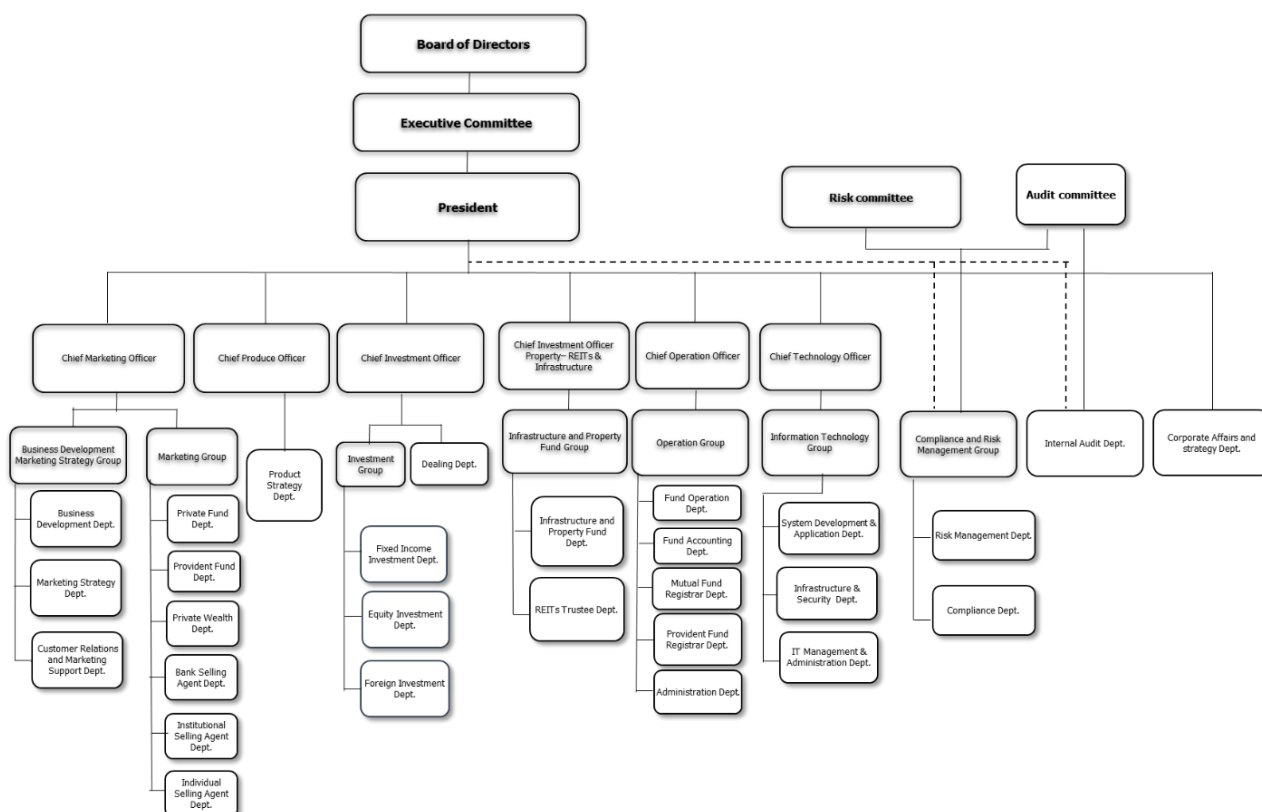 Board of Directors
Executive Committee
President
Risk committee
Audit committee
Chief Marketing Officer
Chief Produce Officer
Chief Investment Officer
Chief Investment Officer
Property– REITs &
Infrastructure
Chief Operation Officer
Chief Technology Officer
Business Development
Marketing Strategy Group
Marketing Group
Product
Strategy
Dept.
Investment
Group
Dealing Dept.
Infrastructure and Property
Fund Group
Operation Group
Information Technology
Group
Compliance and Risk
Management Group
Internal Audit Dept.
Corporate Affairs and
strategy Dept.
Business
Development Dept.
Marketing Strategy
Dept.
Customer Relations
and Marketing
Support Dept.
Private Fund
Dept.
Provident Fund
Dept.
Private Wealth
Dept.
Bank Selling
Agent Dept.
Institutional
Selling Agent
Dept.
Individual
Selling Agent
Dept.
Fixed Income
Investment Dept.
Equity Investment
Dept.
Foreign Investment
Dept.
Infrastructure and
Property Fund
Dept.
REITs Trustee Dept.
Fund Operation
Dept.
Fund Accounting
Dept.
Mutual Fund
Registrar Dept.
Provident Fund
Registrar Dept.
Administration Dept.
System Development &
Application Dept.
Infrastructure &
Security Dept.
IT Management &
Administration Dept.
Risk Management Dept.
Compliance Dept.